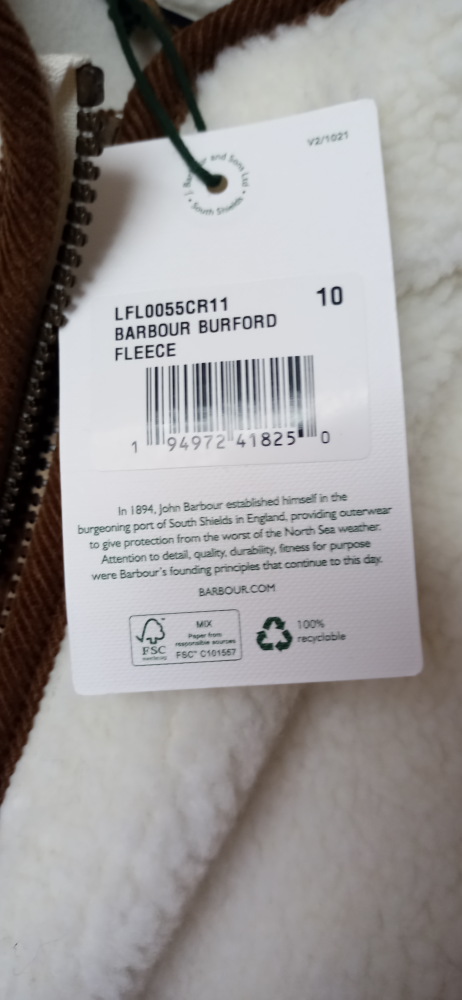 V2/1021
J Barbour and Sons Ltd • South Shields •
LFL0055CR11 10
BARBOUR BURFORD
FLEECE
1 94972 41825 0
In 1894, John Barbour established himself in the
burgeoning port of South Shields in England, providing outerwear
to give protection from the worst of the North Sea weather.
Attention to detail, quality, durability, fitness for purpose
were Barbour's founding principles that continue to this day.
BARBOUR.COM
FSC
MIX
Paper from
responsible sources
FSC® C101557
100%
recyclable